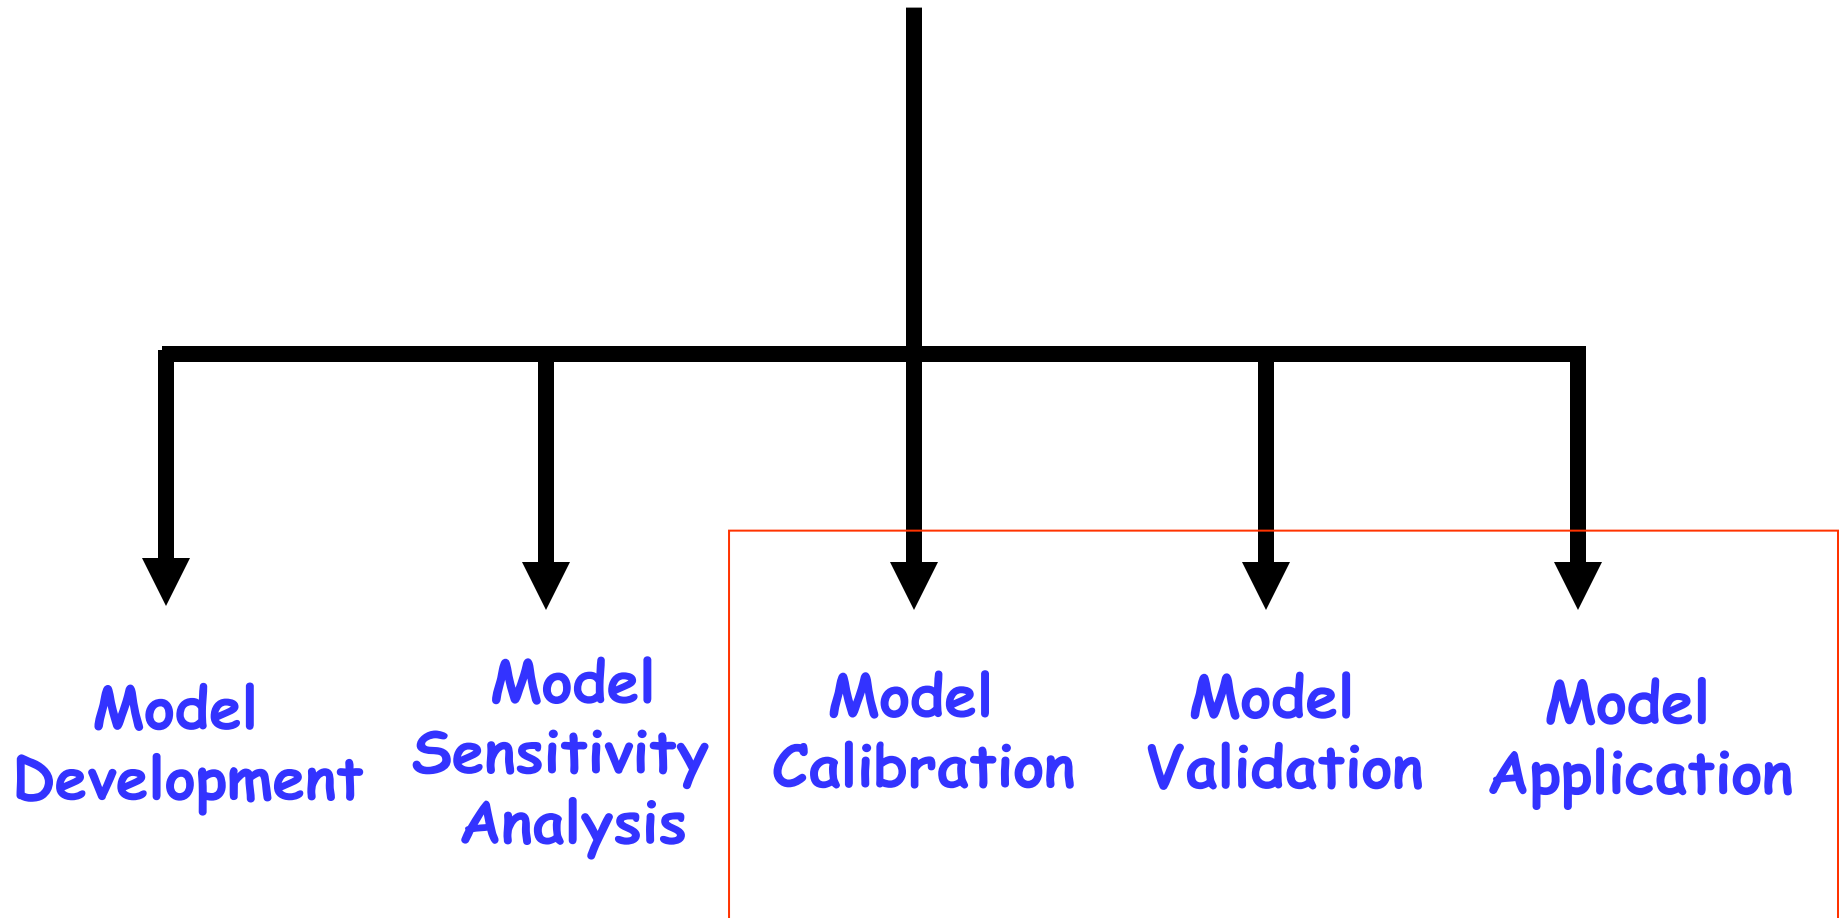 Model
Development
Model
Sensitivity
Analysis
Model
Calibration
Model
Validation
Model
Application